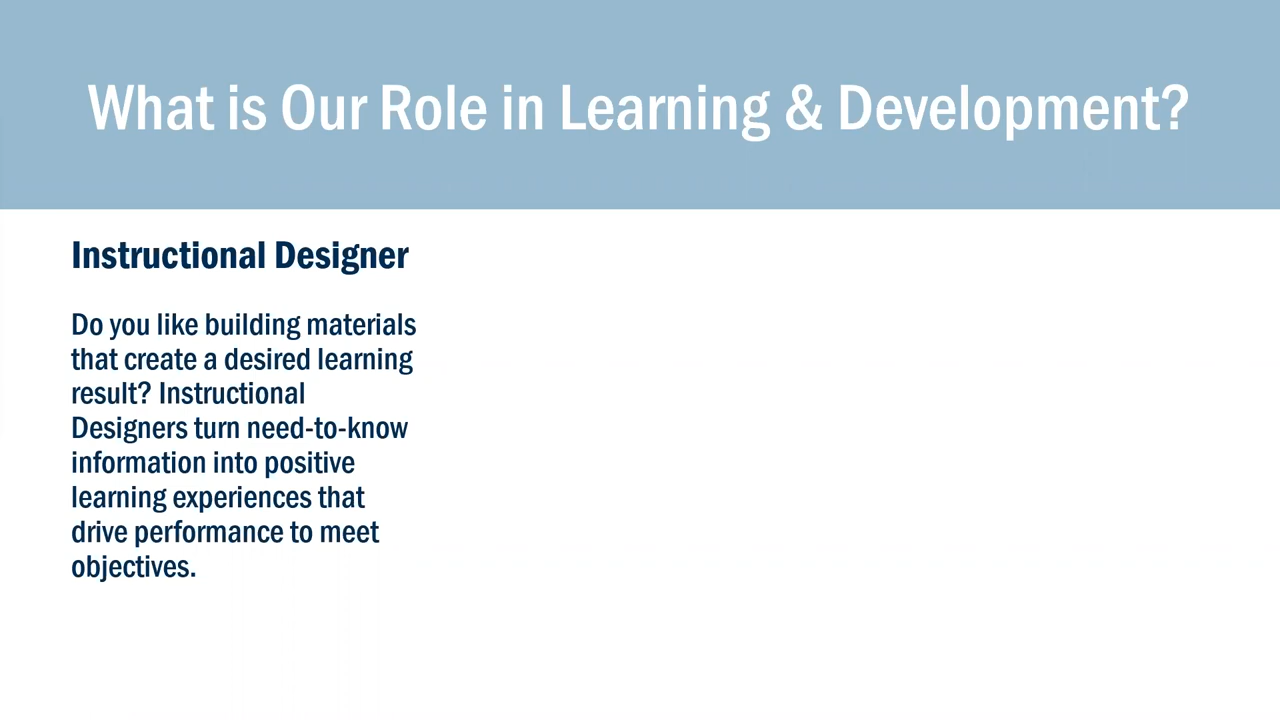 What is Our Role in Learning & Development?
Instructional Designer
Do you like building materials
that create a desired learning
result? Instructional
Designers turn need-to-know
information into positive
learning experiences that
drive performance to meet
objectives.